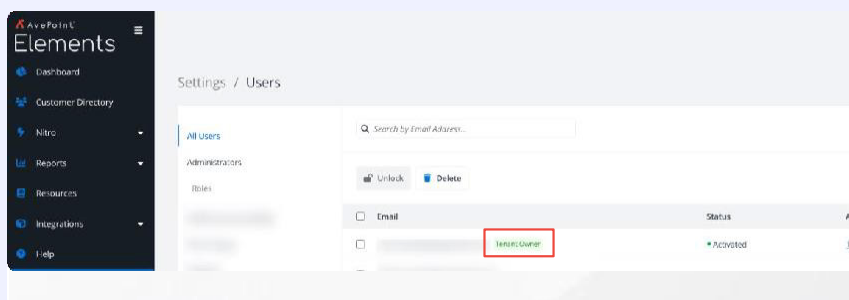 AvePoint
Elements
Dashboard
Customer Directory
Nitro
Reports
Resources
Integrations
Help
Settings / Users
All Users
Administrators
Roles
Search by Email Address...
Unlock
Delete
Email
Status
A
Tenant Owner
Activated